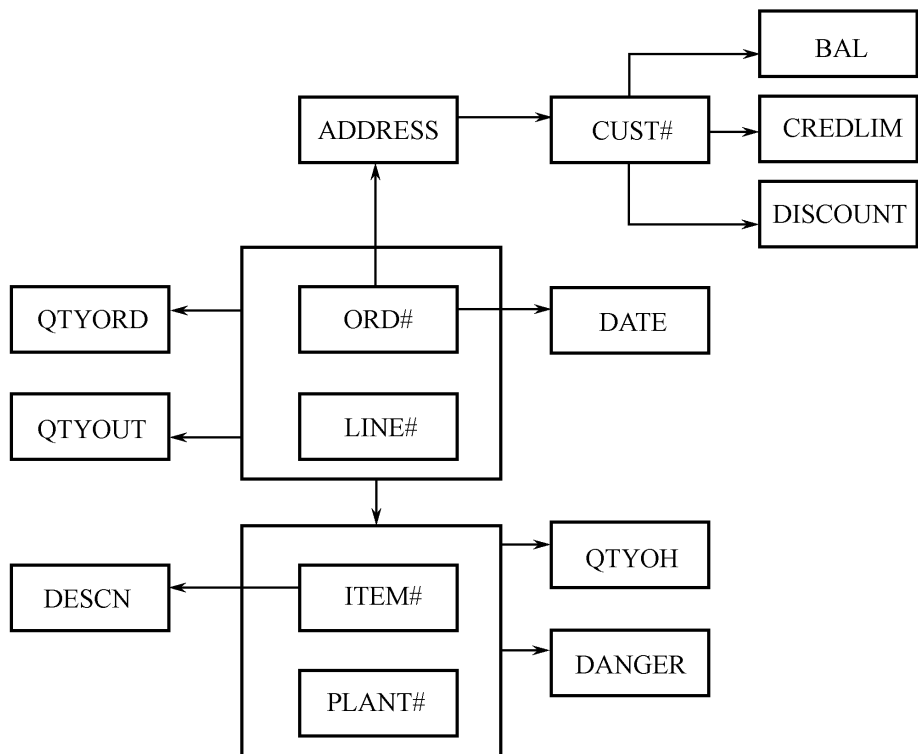 BAL
ADDRESS
CUST#
CREDLIM
DISCOUNT
QTYORD
ORD#
DATE
QTYOUT
LINE#
QTYOH
DESCN
ITEM#
DANGER
PLANT#